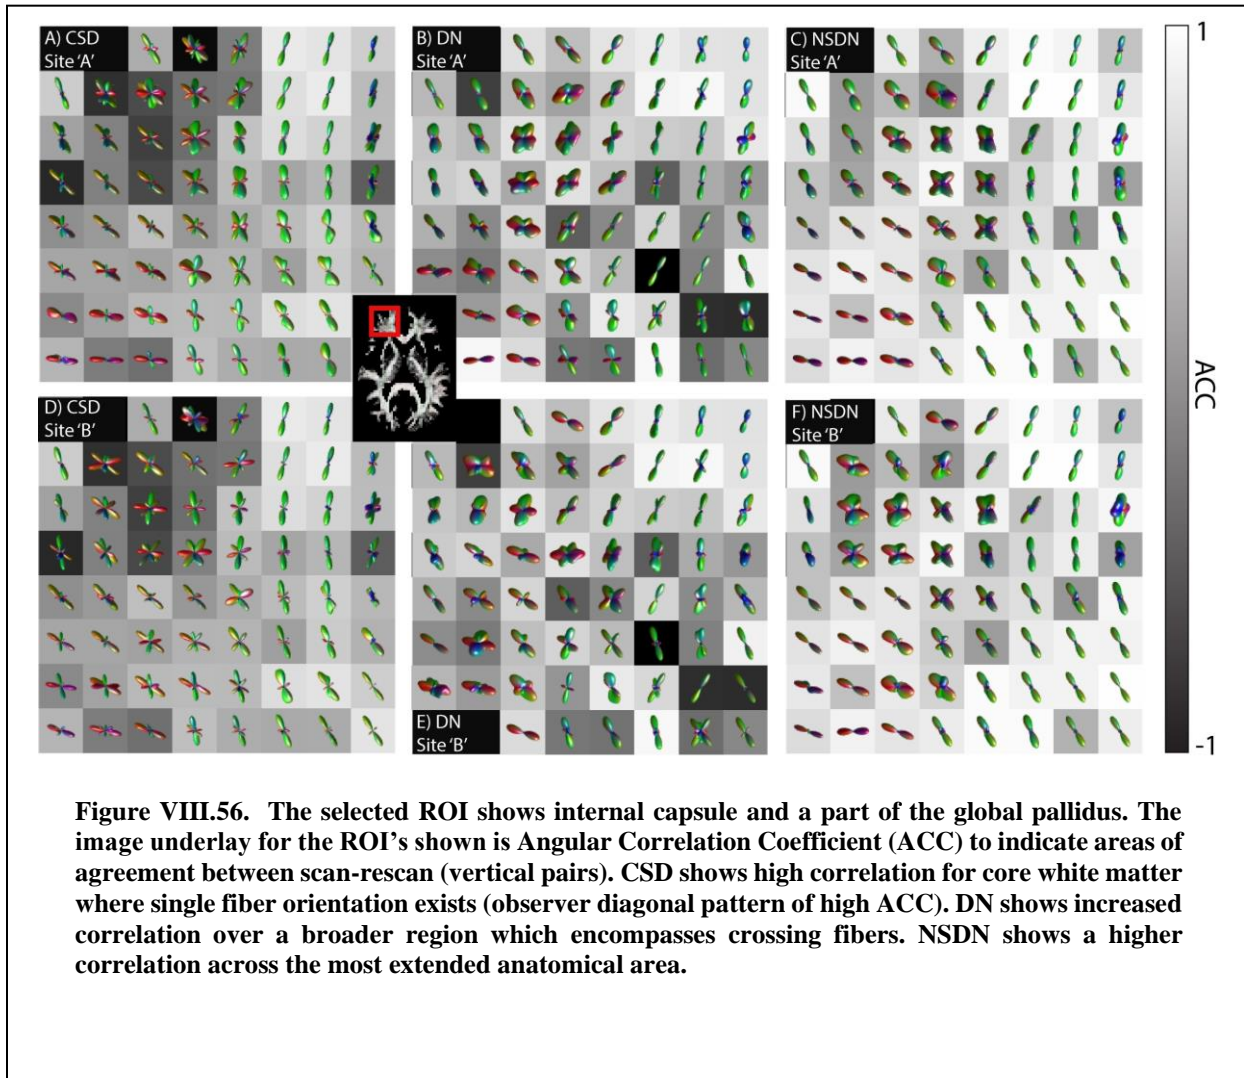 A) CSD
Site 'A'
B) DN
Site 'A'
C) NSDN
Site 'A'
1
ACC
-1
D) CSD
Site 'B'
E) DN
Site 'B'
F) NSDN
Site 'B'
Figure VIII.56. The selected ROI shows internal capsule and a part of the global pallidus. The
image underlay for the ROI's shown is Angular Correlation Coefficient (ACC) to indicate areas of
agreement between scan-rescan (vertical pairs). CSD shows high correlation for core white matter
where single fiber orientation exists (observer diagonal pattern of high ACC). DN shows increased
correlation over a broader region which encompasses crossing fibers. NSDN shows a higher
correlation across the most extended anatomical area.